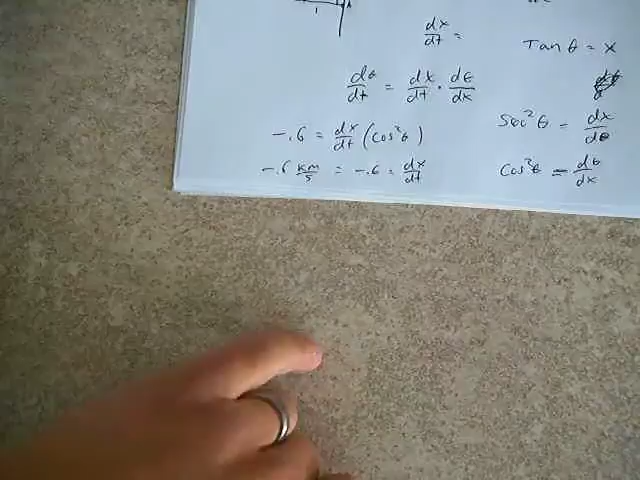 1
dx/dt =
Tan θ = x
dθ/dt = dx/dt · dθ/dx
Sec²θ = dx/dθ
-.6 = dx/dt (cos²θ)
-.6 km/s = -.6 = dx/dt
Cos²θ = dθ/dx